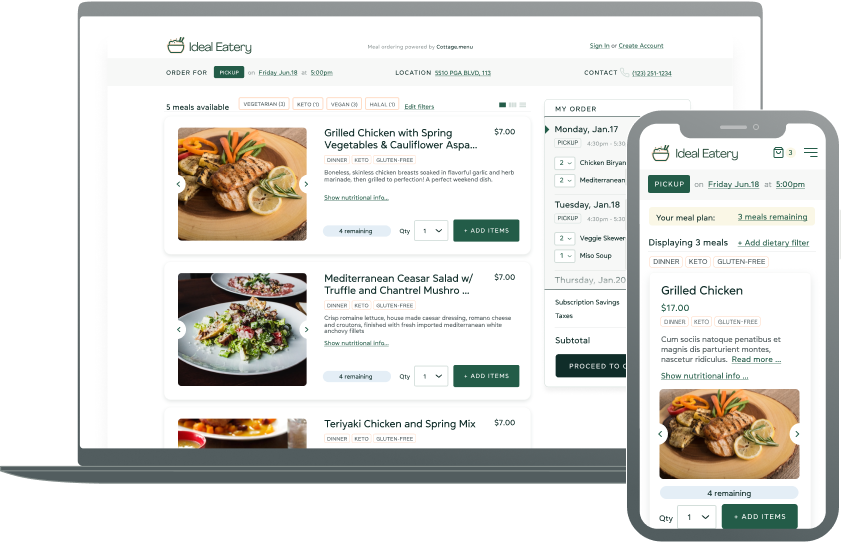 Ideal Eatery
Meal ordering powered by Cottage.menu
Sign In or Create Account
ORDER FOR PICKUP on Friday Jun.18 at 5:00pm
LOCATION 5510 PGA BLVD, 113
CONTACT (123) 251-1234
5 meals available
VEGETARIAN (3) KETO (1) VEGAN (3) HALAL (1) Edit filters
Grilled Chicken with Spring
Vegetables & Cauliflower Aspa...
$7.00
DINNER KETO GLUTEN-FREE
Boneless, skinless chicken breasts soaked in flavorful garlic and herb
marinade, then grilled to perfection! A perfect weekend dish.
Show nutritional info...
4 remaining
Qty 1 + ADD ITEMS
Mediterranean Ceasar Salad w/
Truffle and Chantrel Mushro ...
$7.00
DINNER KETO GLUTEN-FREE
Crisp romaine lettuce, house made caesar dressing, romano cheese
and croutons, finished with fresh imported mediterranean white
anchovy fillets
Show nutritional info...
4 remaining
Qty 1 + ADD ITEMS
Teriyaki Chicken and Spring Mix
$7.00
DINNER KETO GLUTEN-FREE
MY ORDER
Monday, Jan.17
PICKUP 4:30pm - 5:30
2 Chicken Biryan
2 Mediterranean
Tuesday, Jan.18
PICKUP 4:30pm - 5:30
2 Veggie Skewer
1 Miso Soup
Thursday, Jan.20
Subscription Savings
Taxes
Subtotal
PROCEED TO C
Ideal Eatery
3
PICKUP on Friday Jun.18 at 5:00pm
Your meal plan: 3 meals remaining
Displaying 3 meals + Add dietary filter
DINNER KETO GLUTEN-FREE
Grilled Chicken
$17.00
DINNER KETO GLUTEN-FREE
Cum sociis natoque penatibus et
magnis dis parturient montes,
nascetur ridiculus. Read more ...
Show nutritional info ...
4 remaining
Qty 1 + ADD ITEMS